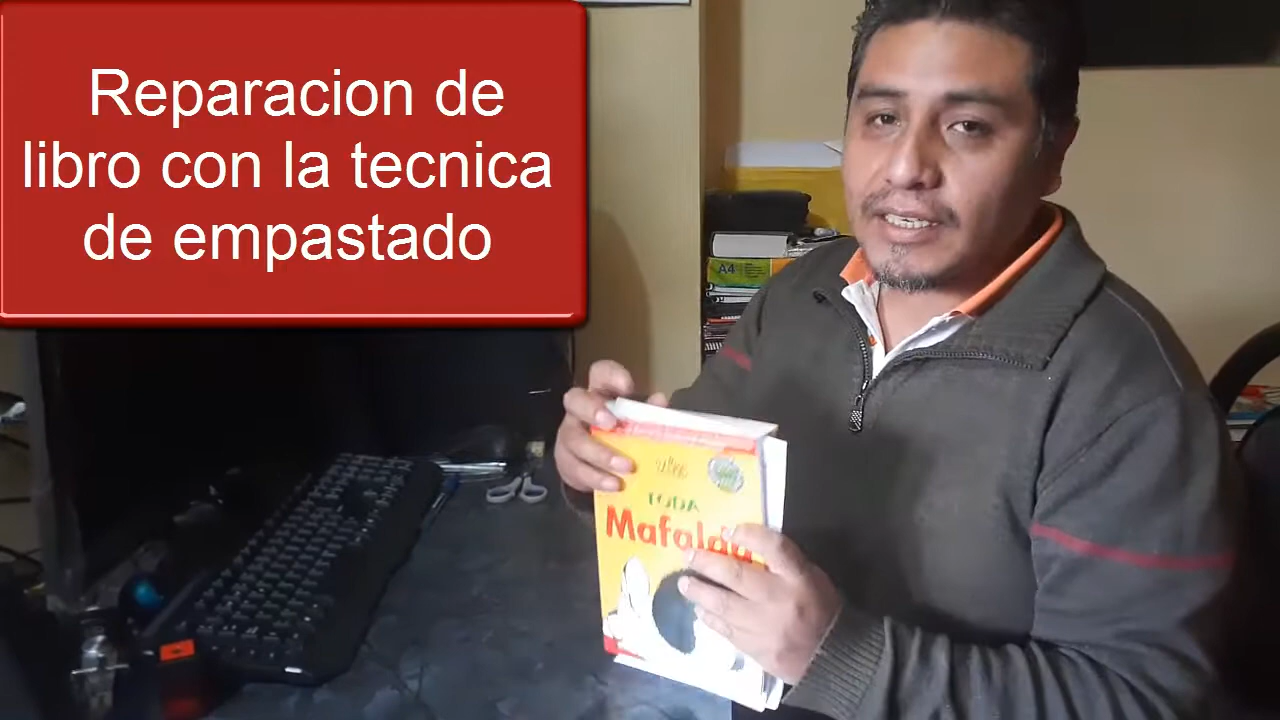 Reparacion de
libro con la tecnica
de empastado
A4
TODA
Mafalda